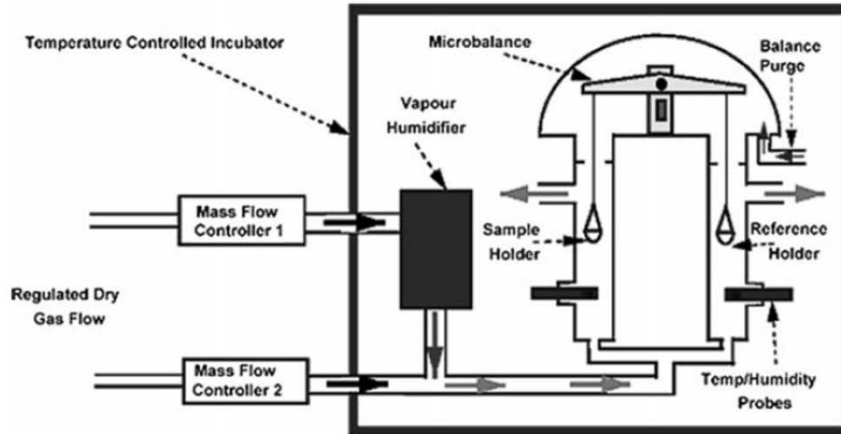 Temperature Controlled Incubator
Microbalance
Balance
Purge
Vapour
Humidifier
Mass Flow
Controller 1
Sample
Holder
Reference
Holder
Regulated Dry
Gas Flow
Mass Flow
Controller 2
Temp/Humidity
Probes